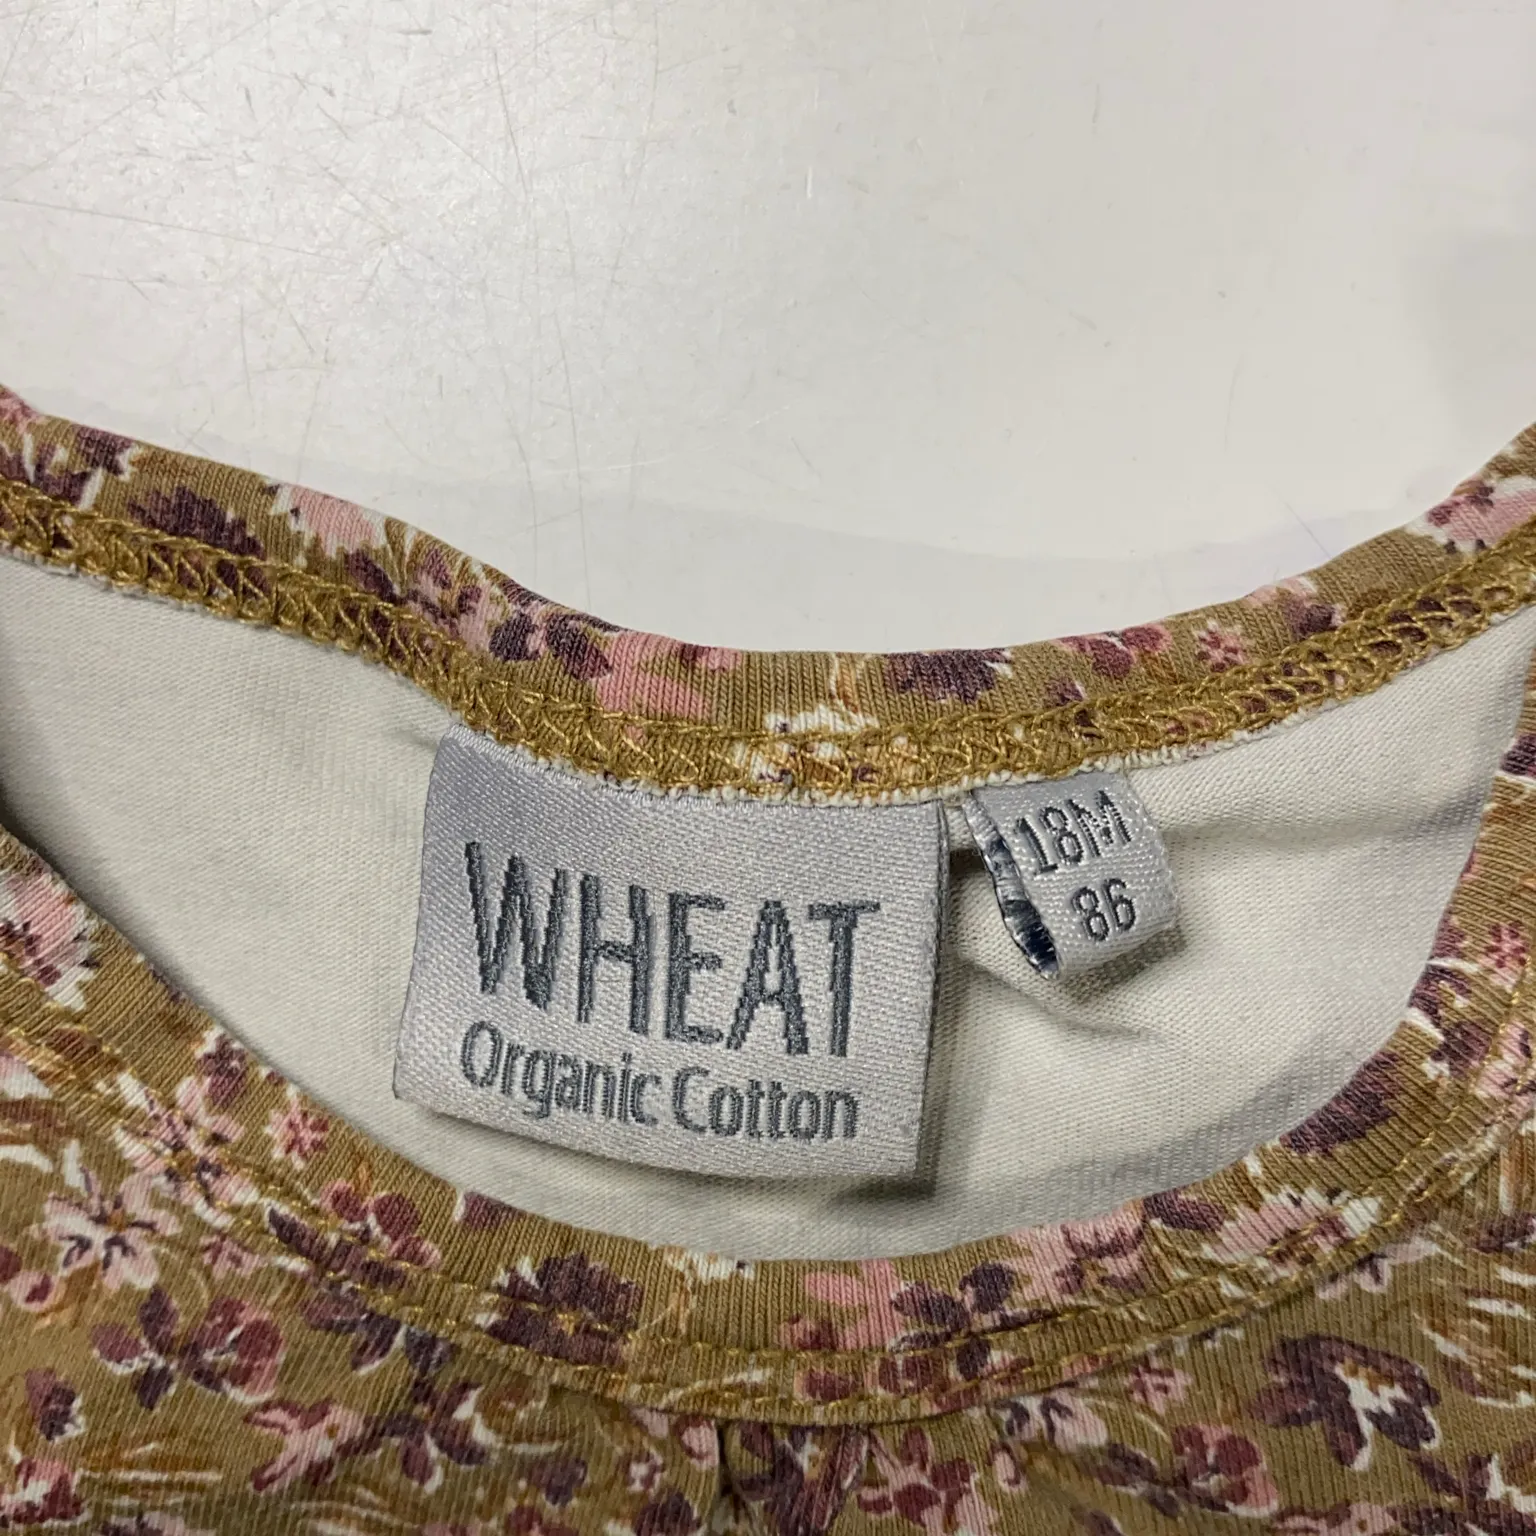 WHEAT
Organic Cotton
18M
86